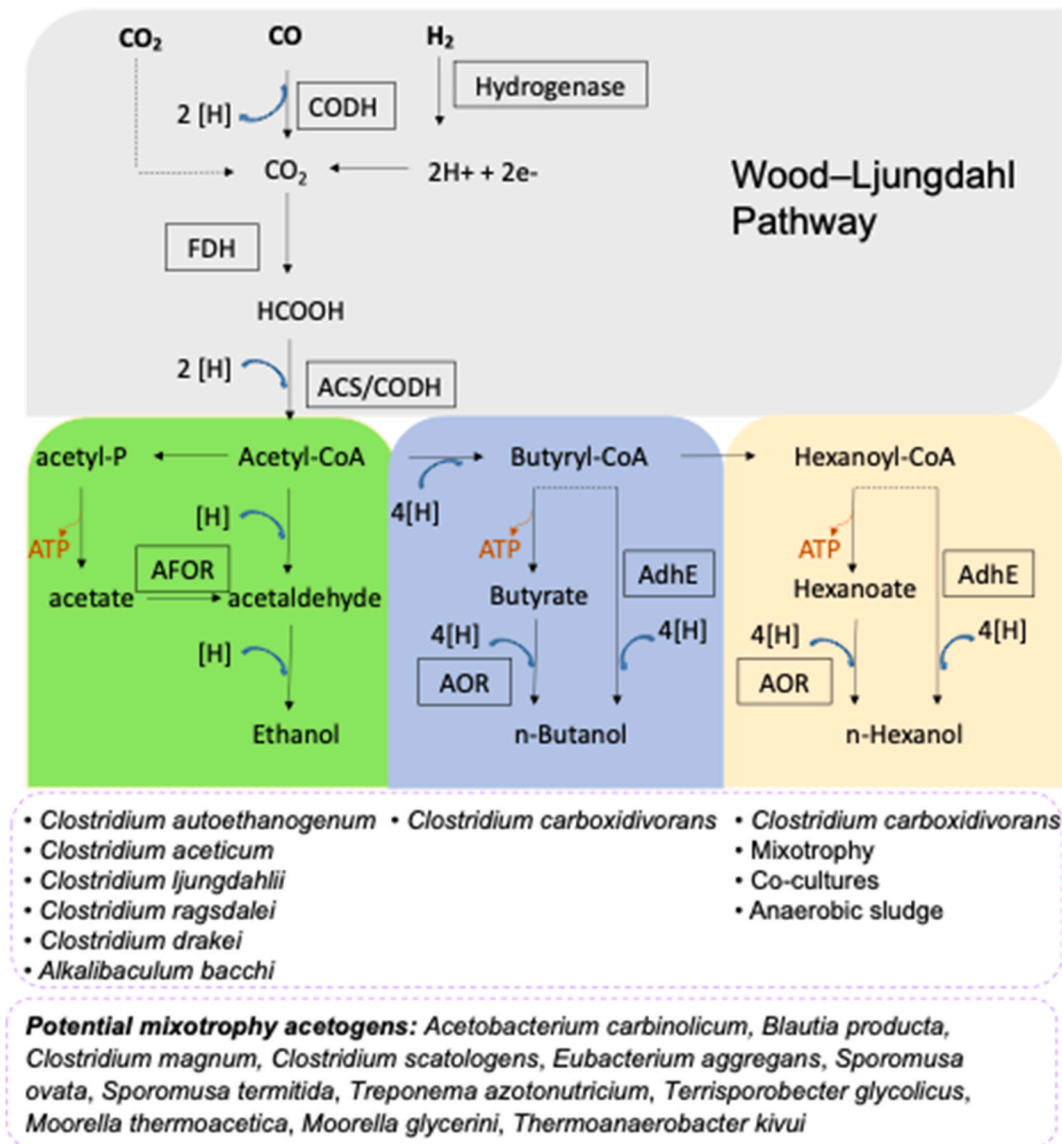 CO₂ CO H₂
Hydrogenase
2 [H] CODH
CO₂ 2H+ + 2e-
Wood–Ljungdahl
Pathway
FDH
HCOOH
2 [H] ACS/CODH
acetyl-P Acetyl-CoA Butyryl-CoA Hexanoyl-CoA
[H] 4[H]
ATP ATP ATP
AFOR AdhE AdhE
acetate acetaldehyde Butyrate Hexanoate
[H] 4[H] 4[H] 4[H] 4[H]
AOR AOR
Ethanol n-Butanol n-Hexanol
• Clostridium autoethanogenum • Clostridium carboxidivorans • Clostridium carboxidivorans
• Clostridium aceticum • Mixotrophy
• Clostridium ljungdahlii • Co-cultures
• Clostridium ragsdalei • Anaerobic sludge
• Clostridium drakei
• Alkalibaculum bacchi
Potential mixotrophy acetogens: Acetobacterium carbinolicum, Blautia producta,
Clostridium magnum, Clostridium scatologens, Eubacterium aggregans, Sporomusa
ovata, Sporomusa termitida, Treponema azotonutricium, Terrisporobecter glycolicus,
Moorella thermoacetica, Moorella glycerini, Thermoanaerobacter kivui